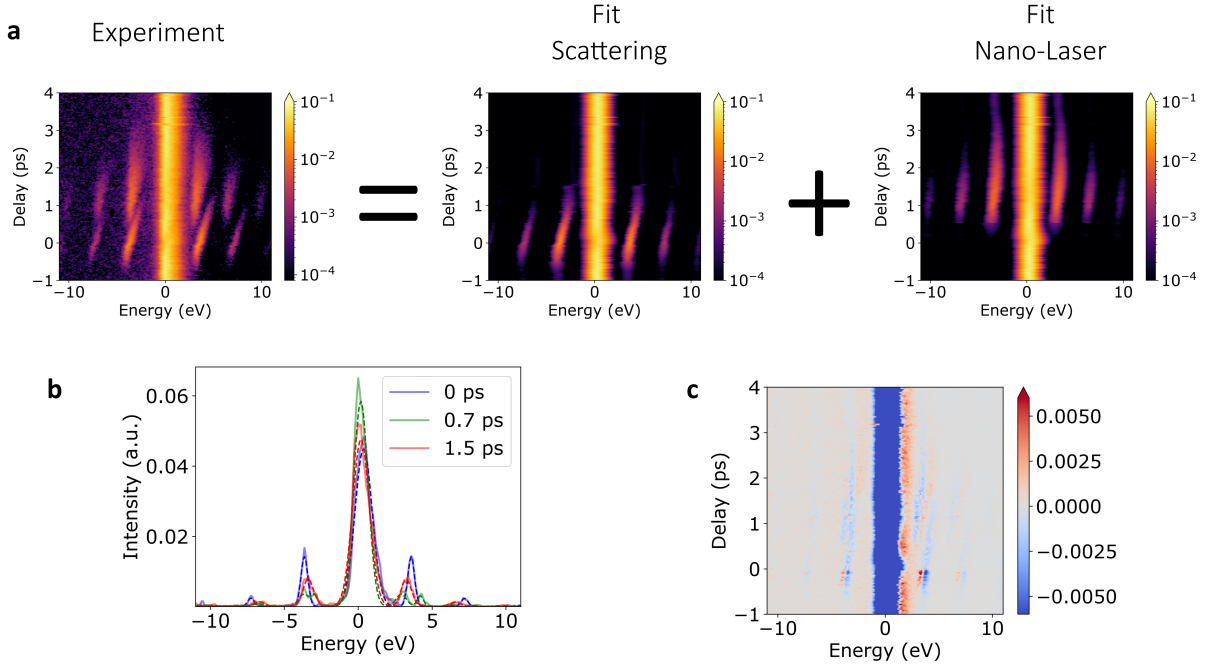 a
Experiment
Fit
Scattering
Fit
Nano-Laser
4
3
2
1
0
−1
Delay (ps)
−10 0 10
Energy (eV)
10⁻¹
10⁻²
10⁻³
10⁻⁴
=
4
3
2
1
0
−1
Delay (ps)
−10 0 10
Energy (eV)
10⁻¹
10⁻²
10⁻³
10⁻⁴
+
4
3
2
1
0
−1
Delay (ps)
−10 0 10
Energy (eV)
10⁻¹
10⁻²
10⁻³
10⁻⁴
b
0.06
0.04
0.02
Intensity (a.u.)
0 ps
0.7 ps
1.5 ps
−10 −5 0 5 10
Energy (eV)
c
4
3
2
1
0
−1
Delay (ps)
−10 0 10
Energy (eV)
0.0050
0.0025
0.0000
−0.0025
−0.0050